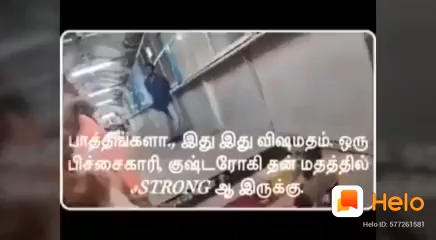 பாத்தீங்களா., இது இது விஷமதம். ஒரு
பிச்சைகாரி, குஷ்டரோகி தன் மதத்தில்
STRONG ஆ இருக்கு.
Helo
Helo ID: 577261581